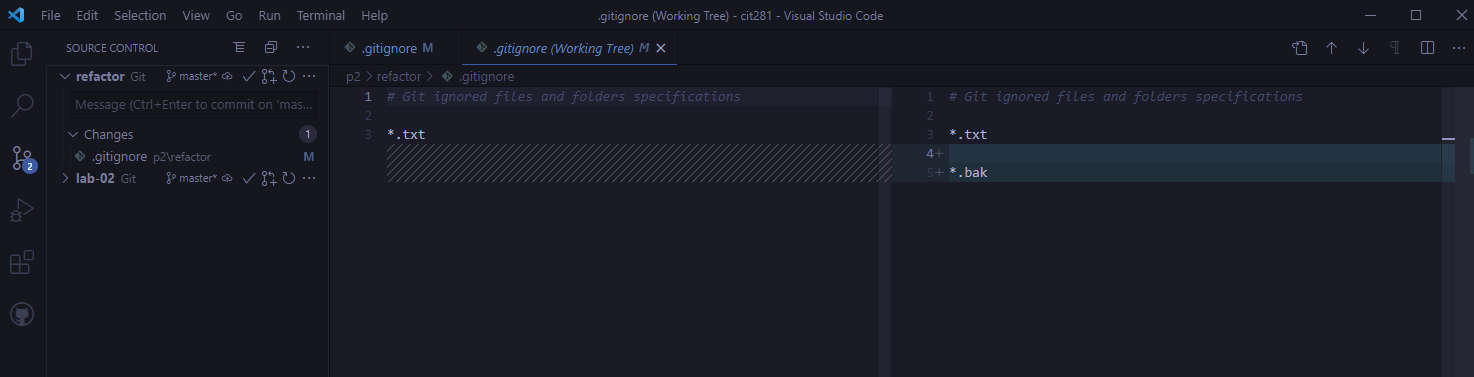 File Edit Selection View Go Run Terminal Help .gitignore (Working Tree) - cit281 - Visual Studio Code
SOURCE CONTROL
.gitignore M
.gitignore (Working Tree) M
refactor Git master*
Message (Ctrl+Enter to commit on 'mas...
Changes 1
.gitignore p2\refactor M
2
lab-02 Git master*
p2 > refactor > .gitignore
1 # Git ignored files and folders specifications
2
3 *.txt
1 # Git ignored files and folders specifications
2
3 *.txt
4+
5+ *.bak